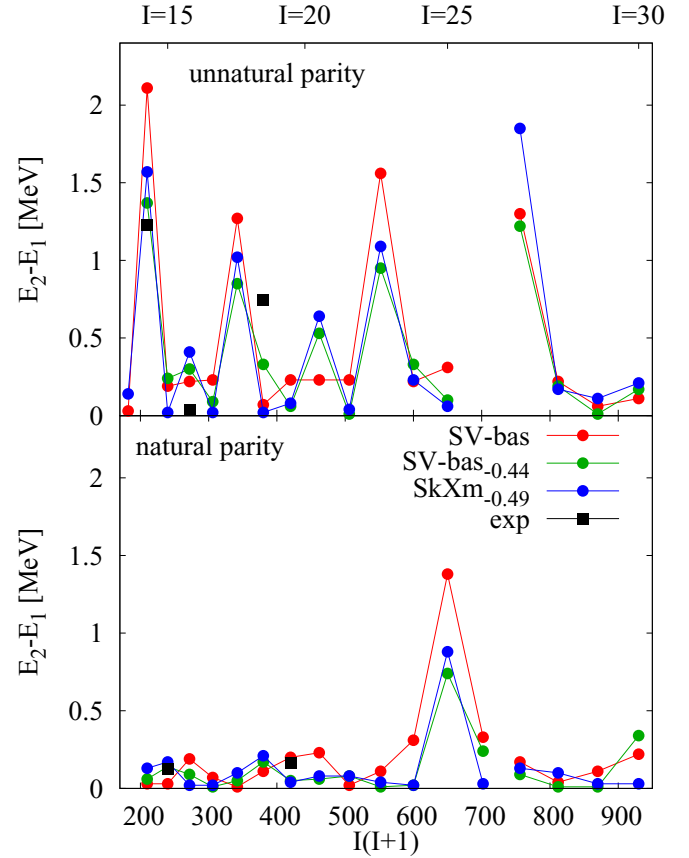 I=15 I=20 I=25 I=30
unnatural parity
E2-E1 [MeV]
2
1.5
1
0.5
0
natural parity
SV-bas
SV-bas-0.44
SkXm-0.49
exp
E2-E1 [MeV]
2
1.5
1
0.5
0
200 300 400 500 600 700 800 900
I(I+1)